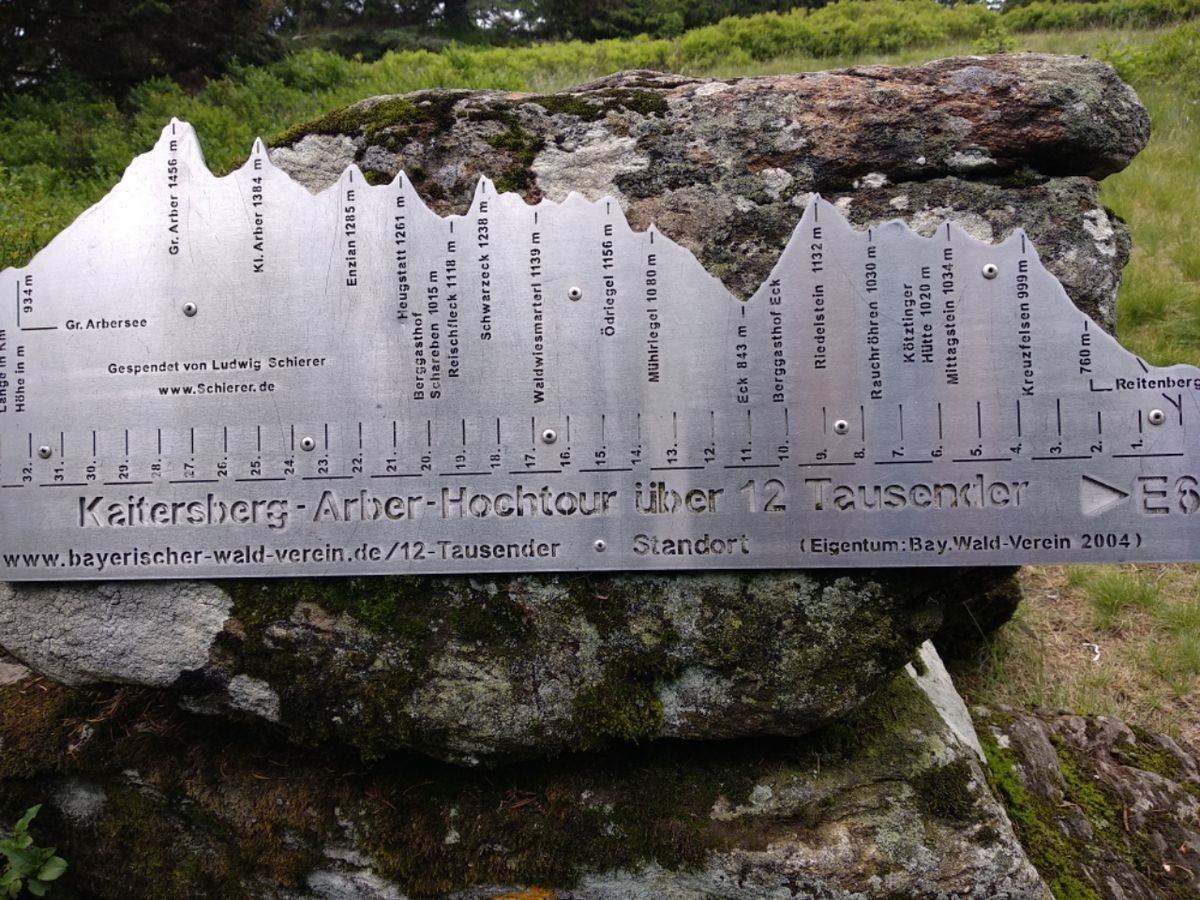 Gr. Arber 1456 m
Kl. Arber 1384 m
Enzian 1285 m
Heugstatt 1261 m
Berggasthof
Schareben 1015 m
Reischfleck 1118 m
Schwarzeck 1238 m
Waldwiesmarterl 1139 m
Ödriegel 1156 m
Mühlriegel 1080 m
Eck 843 m
Berggasthof Eck
Riedelstein 1132 m
Rauchröhren 1030 m
Kötztinger
Hütte 1020 m
Mittagstein 1034 m
Kreuzfelsen 999 m
760 m
Reitenberg
934 m
Gr. Arbersee
Länge in Km
Höhe in m
Gespendet von Ludwig Schierer
www.Schierer.de
32. 31. 30. 29. 28. 27. 26. 25. 24. 23. 22. 21. 20. 19. 18. 17. 16. 15. 14. 13. 12. 11. 10. 9. 8. 7. 6. 5. 4. 3. 2. 1.
Kaitersberg - Arber-Hochtour über 12 Tausender ▷ E6
www.bayerischer-wald-verein.de/12-Tausender Standort (Eigentum: Bay.Wald-Verein 2004)